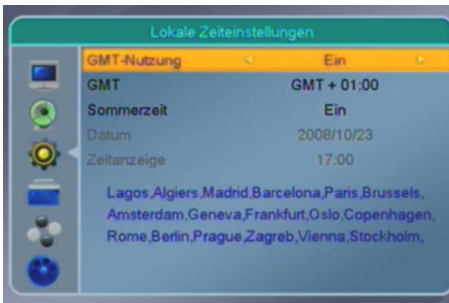 Lokale Zeiteinstellungen
GMT-Nutzung Ein
GMT GMT + 01:00
Sommerzeit Ein
Datum 2008/10/23
Zeitanzeige 17:00
Lagos,Algiers,Madrid,Barcelona,Paris,Brussels,
Amsterdam,Geneva,Frankfurt,Oslo,Copenhagen,
Rome,Berlin,Prague,Zagreb,Vienna,Stockholm,